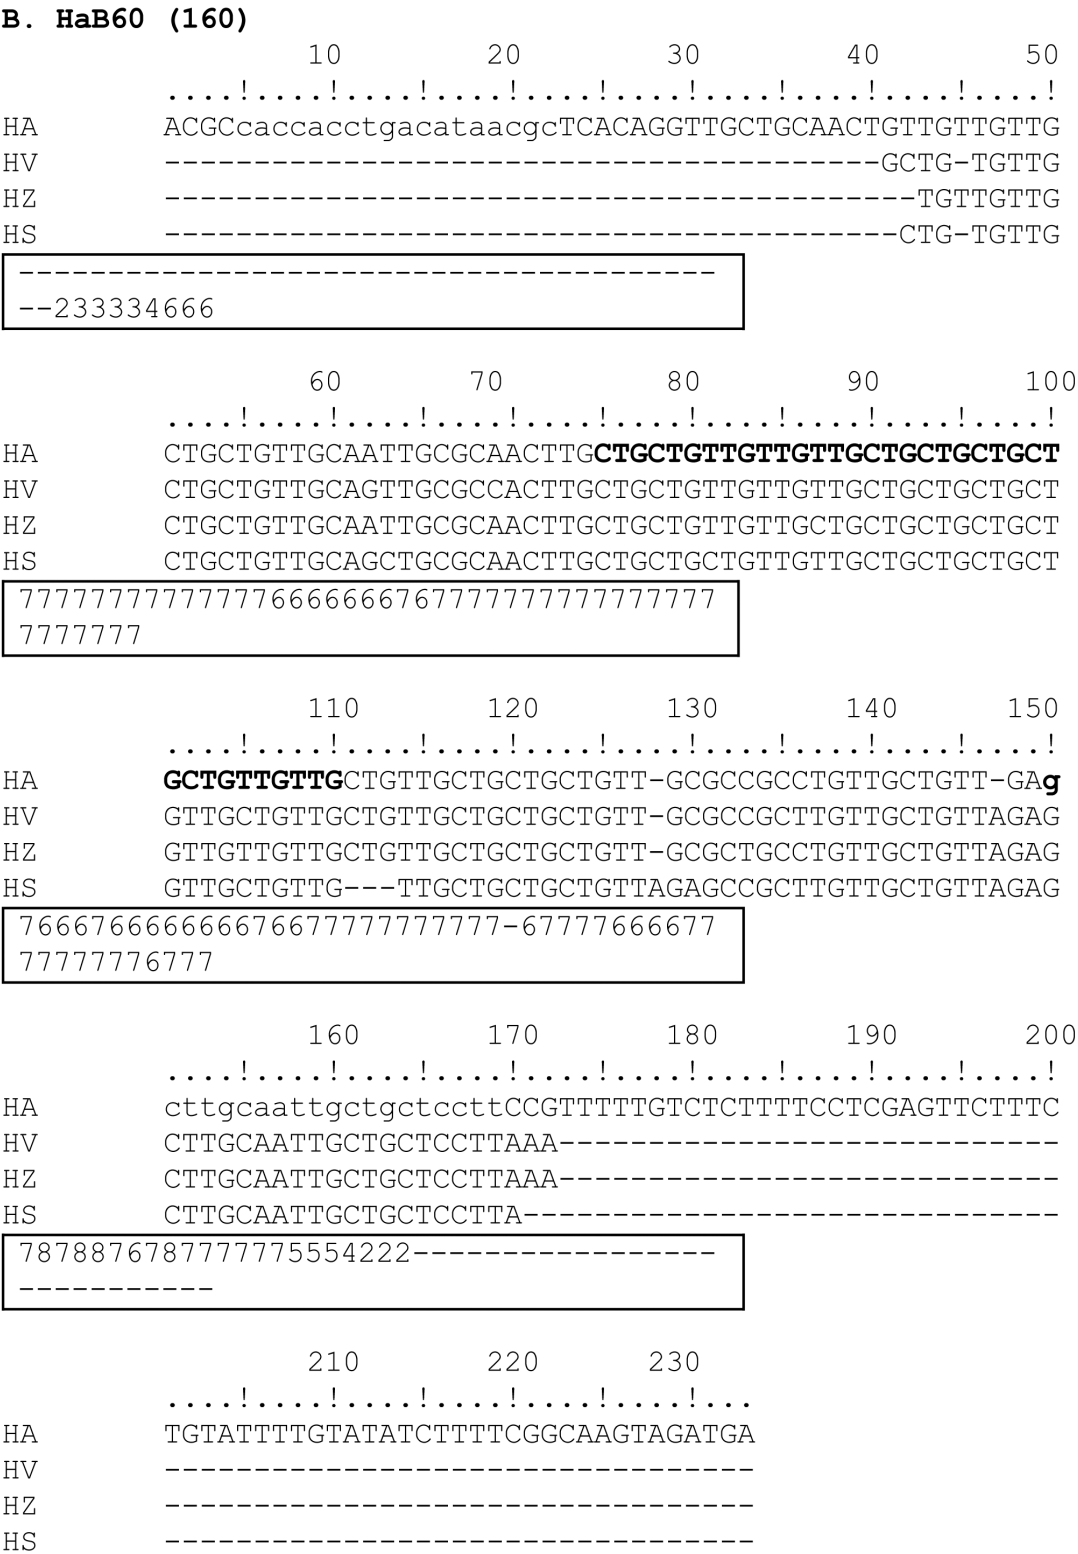 B. HaB60 (160)
10 20 30 40 50
....!....!....!....!....!....!....!....!....!....!
HA ACGCcaccacctgacataacgcTCACAGGTTGCTGCAACTGTTGTTGTTG
HV ----------------------------------------GCTG-TGTTG
HZ ------------------------------------------TGTTGTTG
HS -----------------------------------------CTG-TGTTG
---------------------------------------
--233334666
60 70 80 90 100
....!....!....!....!....!....!....!....!....!....!
HA CTGCTGTTGCAATTGCGCAACTTGCTGCTGTTGTTGTTGCTGCTGCTGCT
HV CTGCTGTTGCAGTTGCGCCACTTGCTGCTGTTGTTGTTGCTGCTGCTGCT
HZ CTGCTGTTGCAATTGCGCAACTTGCTGCTGTTGTTGCTGCTGCTGCTGCT
HS CTGCTGTTGCAGCTGCGCAACTTGCTGCTGCTGTTGTTGCTGCTGCTGCT
777777777777776666666767777777777777777
7777777
110 120 130 140 150
....!....!....!....!....!....!....!....!....!....!
HA GCTGTTGTTGCTGTTGCTGCTGCTGTT-GCGCCGCCTGTTGCTGTT-GAg
HV GTTGCTGTTGCTGTTGCTGCTGCTGTT-GCGCCGCTTGTTGCTGTTAGAG
HZ GTTGTTGTTGCTGTTGCTGCTGCTGTT-GCGCTGCCTGTTGCTGTTAGAG
HS GTTGCTGTTG---TTGCTGCTGCTGTTAGAGCCGCTTGTTGCTGTTAGAG
766676666666676677777777777-67777666677
77777776777
160 170 180 190 200
....!....!....!....!....!....!....!....!....!....!
HA cttgcaattgctgctccttCCGTTTTTGTCTCTTTTCCTCGAGTTCTTTC
HV CTTGCAATTGCTGCTCCTTAAA----------------------------
HZ CTTGCAATTGCTGCTCCTTAAA----------------------------
HS CTTGCAATTGCTGCTCCTTA------------------------------
7878876787777775554222-----------------
-----------
210 220 230
....!....!....!....!....!....!...
HA TGTATTTTGTATATCTTTTCGGCAAGTAGATGA
HV ---------------------------------
HZ ---------------------------------
HS ---------------------------------